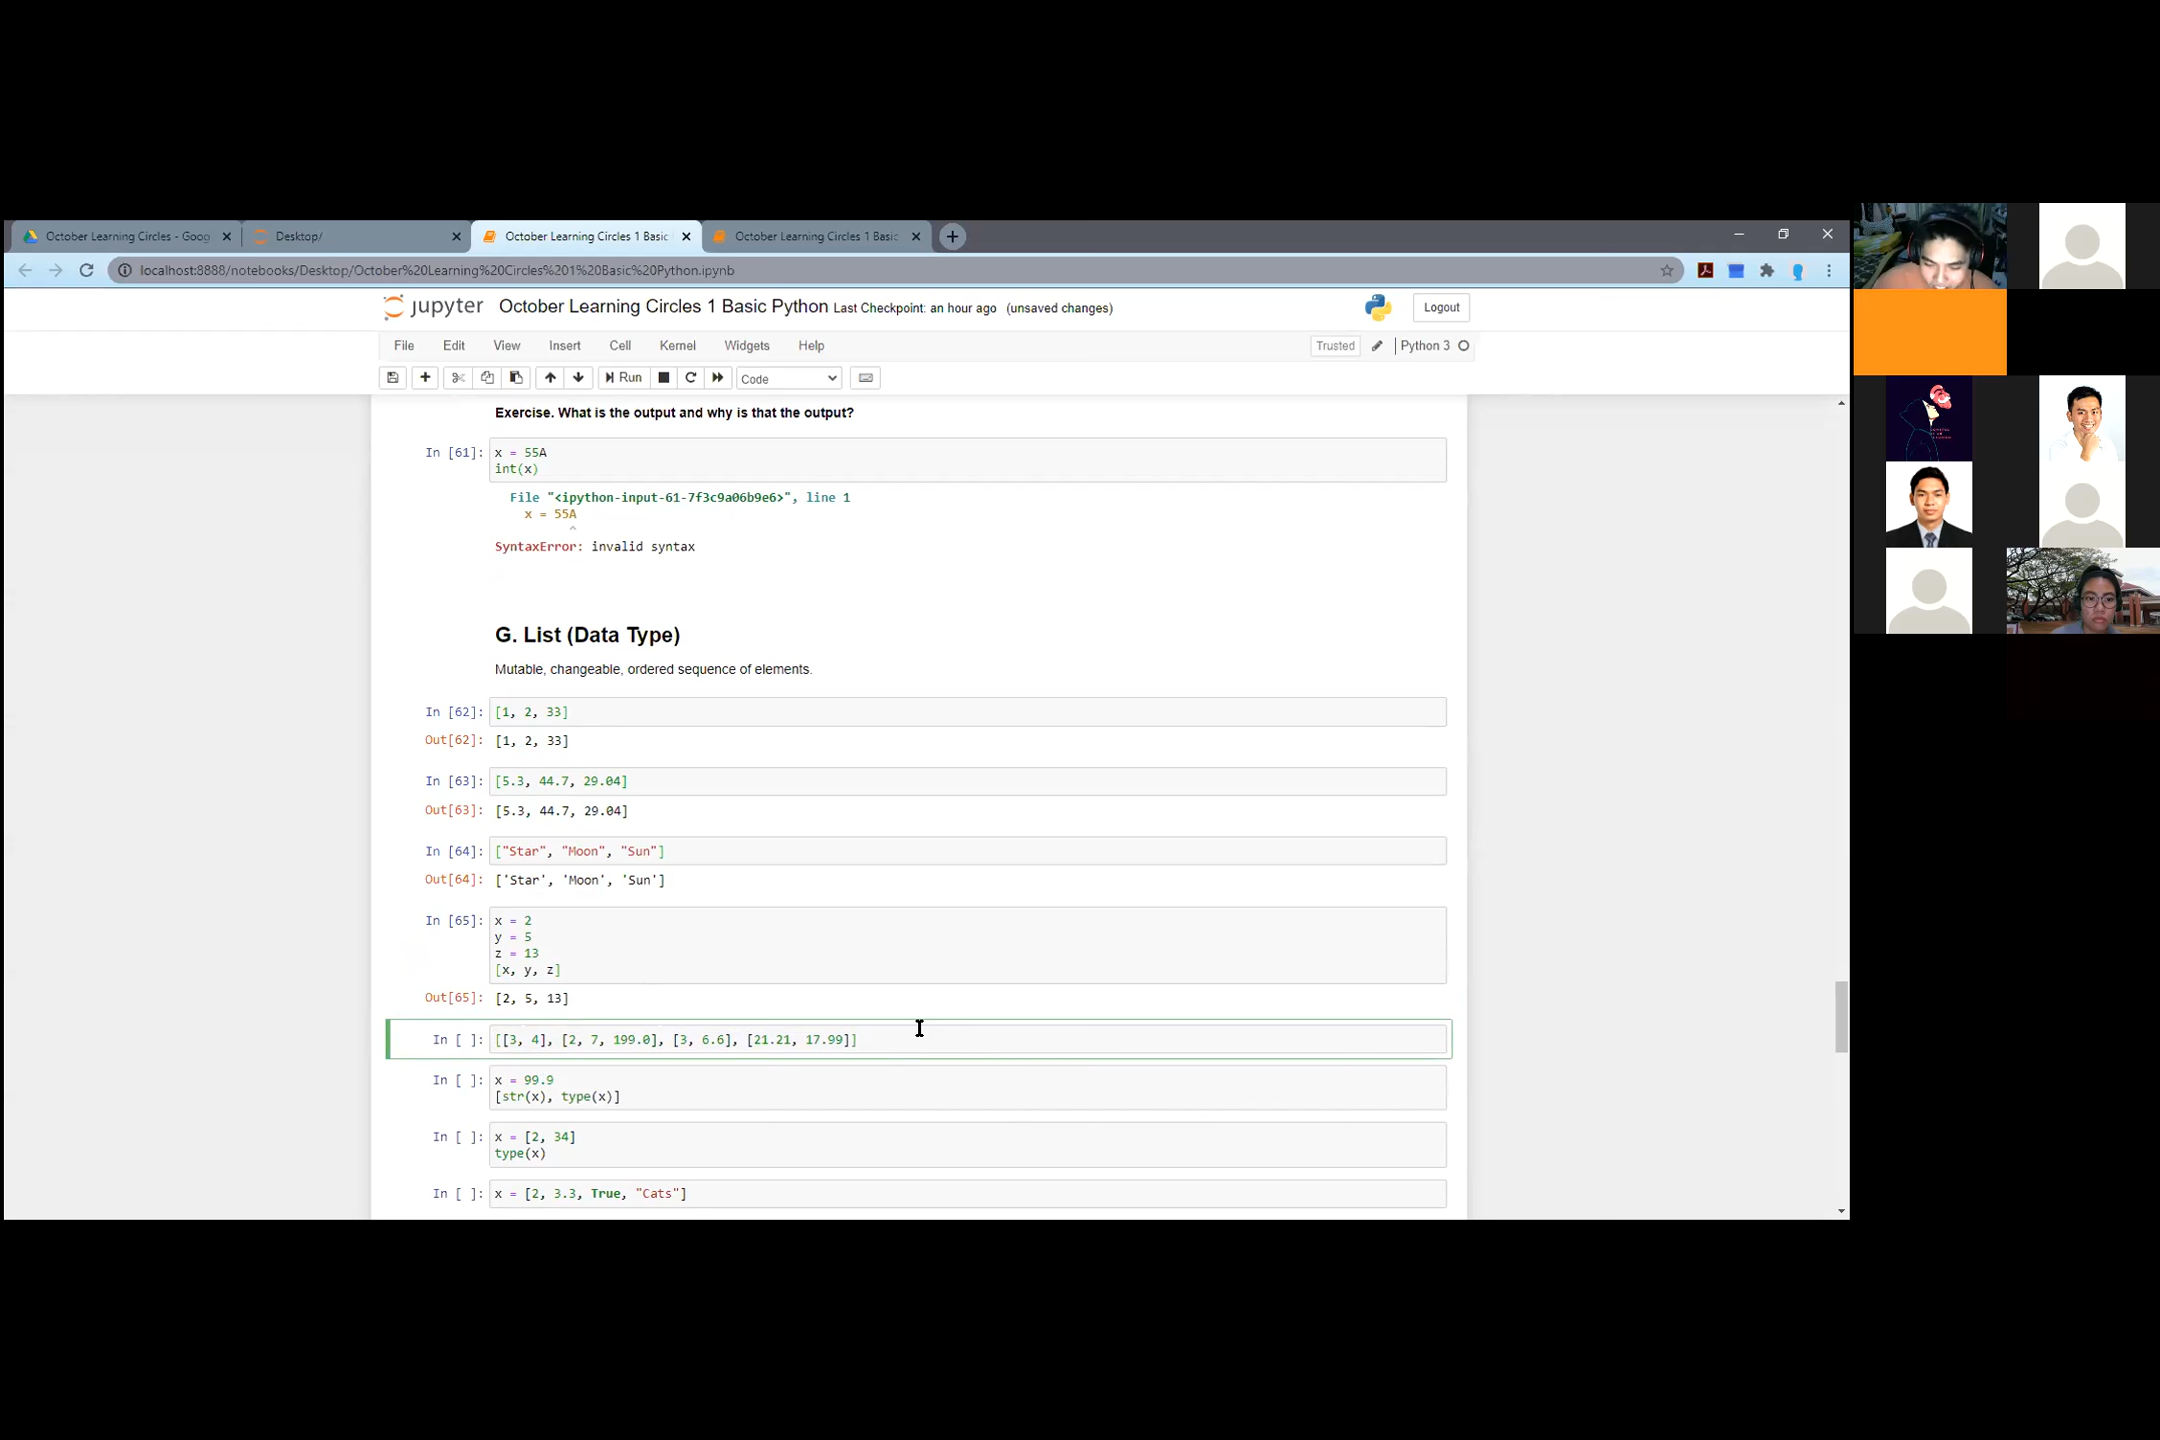 October Learning Circles - Goog
Desktop/
October Learning Circles 1 Basic
October Learning Circles 1 Basic
localhost:8888/notebooks/Desktop/October%20Learning%20Circles%201%20Basic%20Python.ipynb
jupyter October Learning Circles 1 Basic Python Last Checkpoint: an hour ago (unsaved changes)
Logout
File Edit View Insert Cell Kernel Widgets Help
Trusted
Python 3
Run
Code
Exercise. What is the output and why is that the output?
In [61]: x = 55A
int(x)
File "<ipython-input-61-7f3c9a06b9e6>", line 1
x = 55A
^
SyntaxError: invalid syntax
G. List (Data Type)
Mutable, changeable, ordered sequence of elements.
In [62]: [1, 2, 33]
Out[62]: [1, 2, 33]
In [63]: [5.3, 44.7, 29.04]
Out[63]: [5.3, 44.7, 29.04]
In [64]: ["Star", "Moon", "Sun"]
Out[64]: ['Star', 'Moon', 'Sun']
In [65]: x = 2
y = 5
z = 13
[x, y, z]
Out[65]: [2, 5, 13]
In [ ]: [[3, 4], [2, 7, 199.0], [3, 6.6], [21.21, 17.99]]
In [ ]: x = 99.9
[str(x), type(x)]
In [ ]: x = [2, 34]
type(x)
In [ ]: x = [2, 3.3, True, "Cats"]